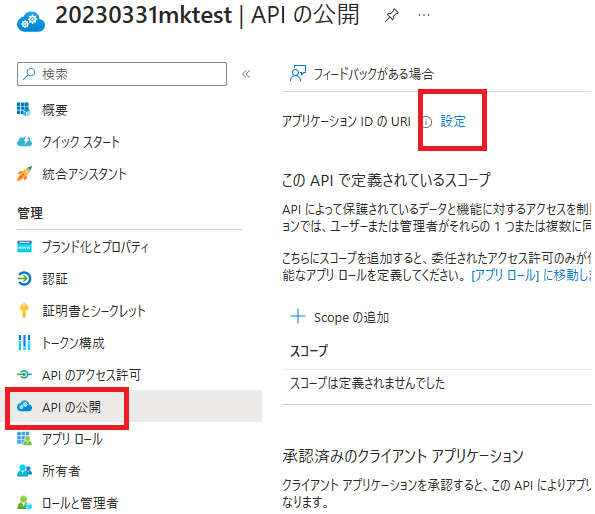 20230331mktest | API の公開 ...
検索
概要
クイック スタート
統合アシスタント
管理
ブランド化とプロパティ
認証
証明書とシークレット
トークン構成
API のアクセス許可
API の公開
アプリ ロール
所有者
ロールと管理者
フィードバックがある場合
アプリケーション ID の URI 設定
この API で定義されているスコープ
API によって保護されているデータと機能に対するアクセスを制
ョンでは、ユーザーまたは管理者がそれらの 1 つまたは複数に同
こちらにスコープを追加すると、委任されたアクセス許可のみが
能なアプリ ロールを定義してください。[アプリ ロール] に移動し
Scope の追加
スコープ
スコープは定義されませんでした
承認済みのクライアント アプリケーション
クライアント アプリケーションを承認すると、この API によりアプリ
なります。